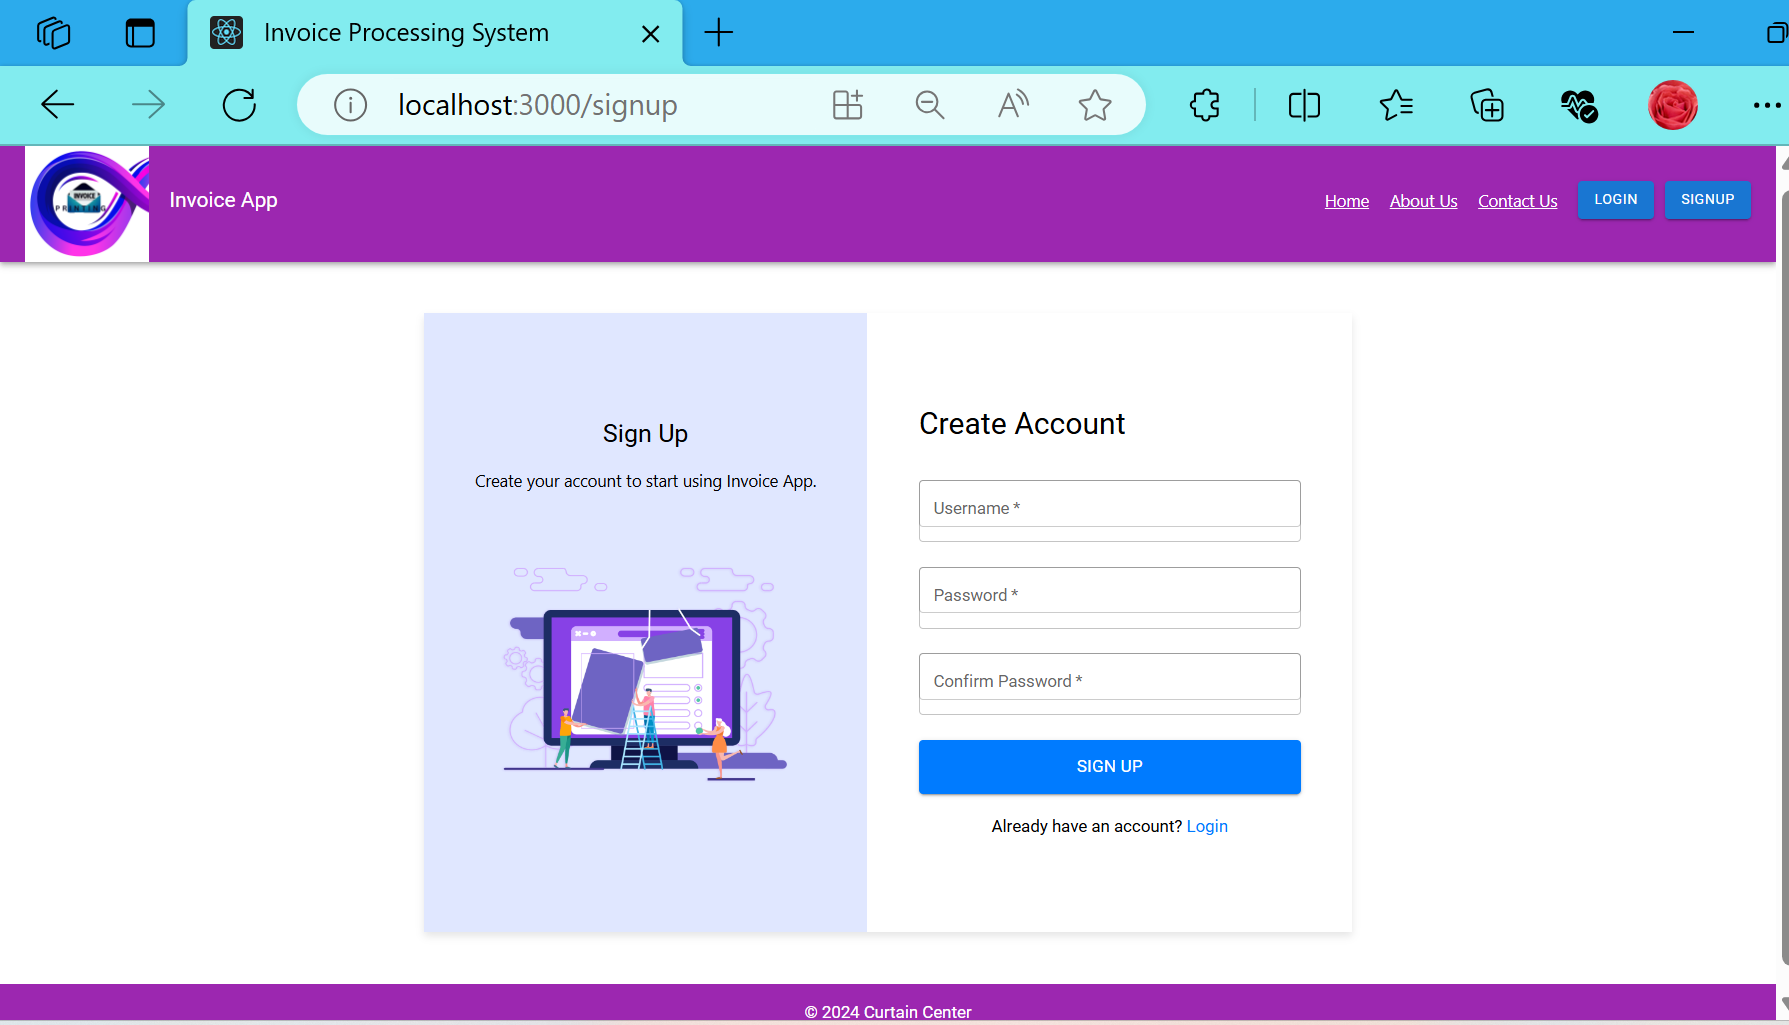 Invoice Processing System
localhost:3000/signup
INVOICE
PRINTING
Invoice App
Home About Us Contact Us LOGIN SIGNUP
Sign Up
Create your account to start using Invoice App.
Create Account
Username *
Password *
Confirm Password *
SIGN UP
Already have an account? Login
© 2024 Curtain Center